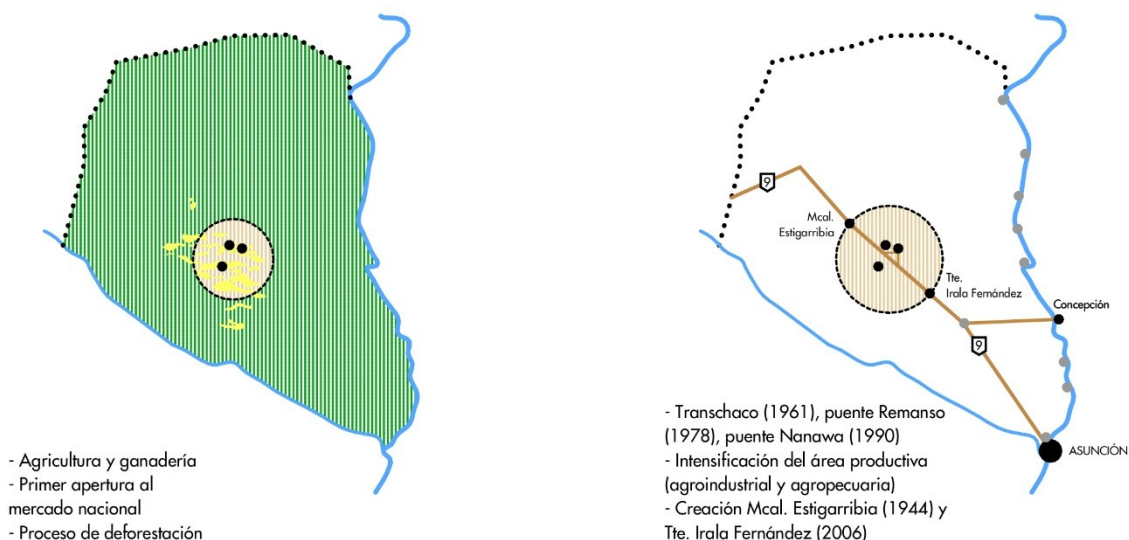 - Agricultura y ganadería
- Primer apertura al
mercado nacional
- Proceso de deforestación
9
Mcal.
Estigarribia
Tte.
Irala Fernández
Concepción
9
ASUNCIÓN
- Transchaco (1961), puente Remanso
(1978), puente Nanawa (1990)
- Intensificación del área productiva
(agroindustrial y agropecuaria)
- Creación Mcal. Estigarribia (1944) y
Tte. Irala Fernández (2006)